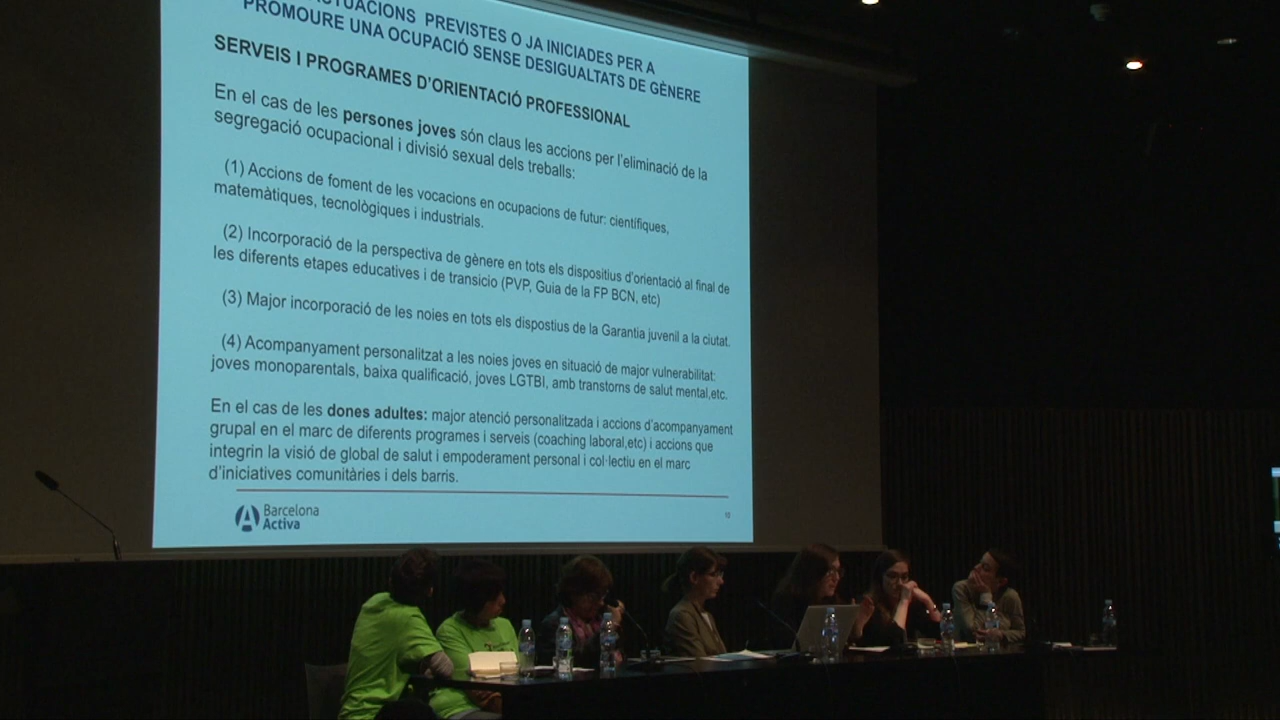 ACTUACIONS PREVISTES O JA INICIADES PER A
PROMOURE UNA OCUPACIÓ SENSE DESIGUALTATS DE GÈNERE
SERVEIS I PROGRAMES D'ORIENTACIÓ PROFESSIONAL
En el cas de les persones joves són claus les accions per l'eliminació de la
segregació ocupacional i divisió sexual dels treballs:
(1) Accions de foment de les vocacions en ocupacions de futur: científiques,
matemàtiques, tecnològiques i industrials.
(2) Incorporació de la perspectiva de gènere en tots els dispositius d'orientació al final de
les diferents etapes educatives i de transicio (PVP, Guia de la FP BCN, etc)
(3) Major incorporació de les noies en tots els dispostius de la Garantia juvenil a la ciutat.
(4) Acompanyament personalitzat a les noies joves en situació de major vulnerabilitat:
joves monoparentals, baixa qualificació, joves LGTBI, amb transtorns de salut mental,etc.
En el cas de les dones adultes: major atenció personalitzada i accions d'acompanyament
grupal en el marc de diferents programes i serveis (coaching laboral,etc) i accions que
integrin la visió de global de salut i empoderament personal i col·lectiu en el marc
d'iniciatives comunitàries i dels barris.
Barcelona
Activa
10